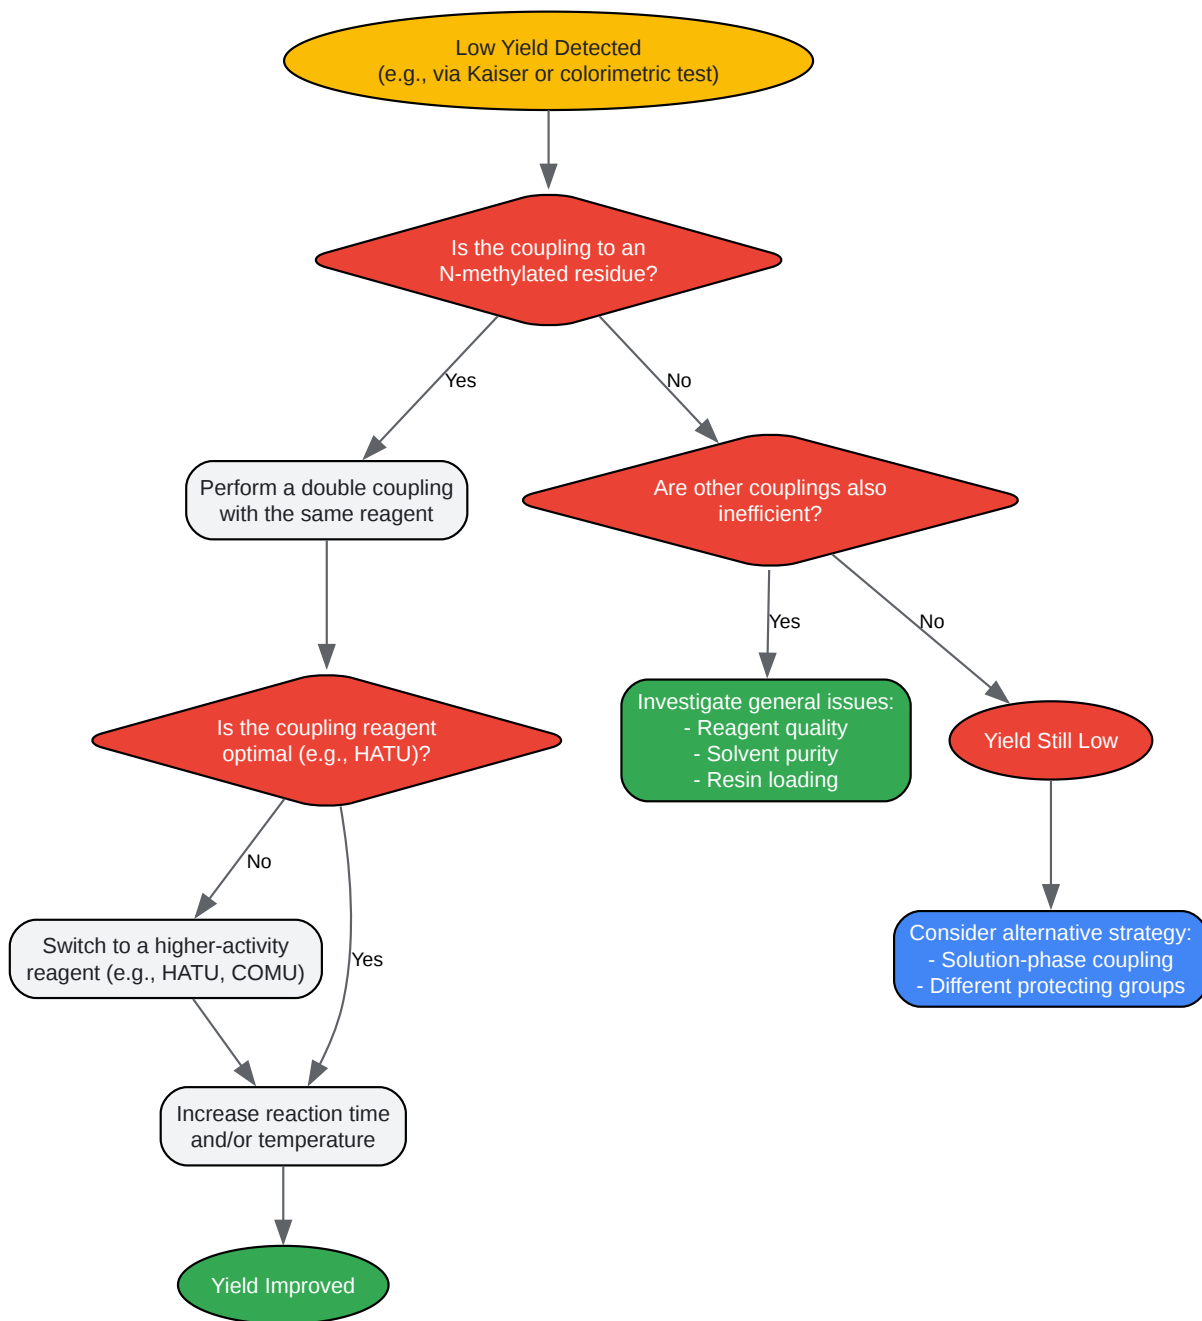 Low Yield Detected
(e.g., via Kaiser or colorimetric test)
Is the coupling to an
N-methylated residue?
Yes
No
Perform a double coupling
with the same reagent
Are other couplings also
inefficient?
Yes
No
Is the coupling reagent
optimal (e.g., HATU)?
Investigate general issues:
- Reagent quality
- Solvent purity
- Resin loading
Yield Still Low
No
Yes
Switch to a higher-activity
reagent (e.g., HATU, COMU)
Consider alternative strategy:
- Solution-phase coupling
- Different protecting groups
Increase reaction time
and/or temperature
Yield Improved